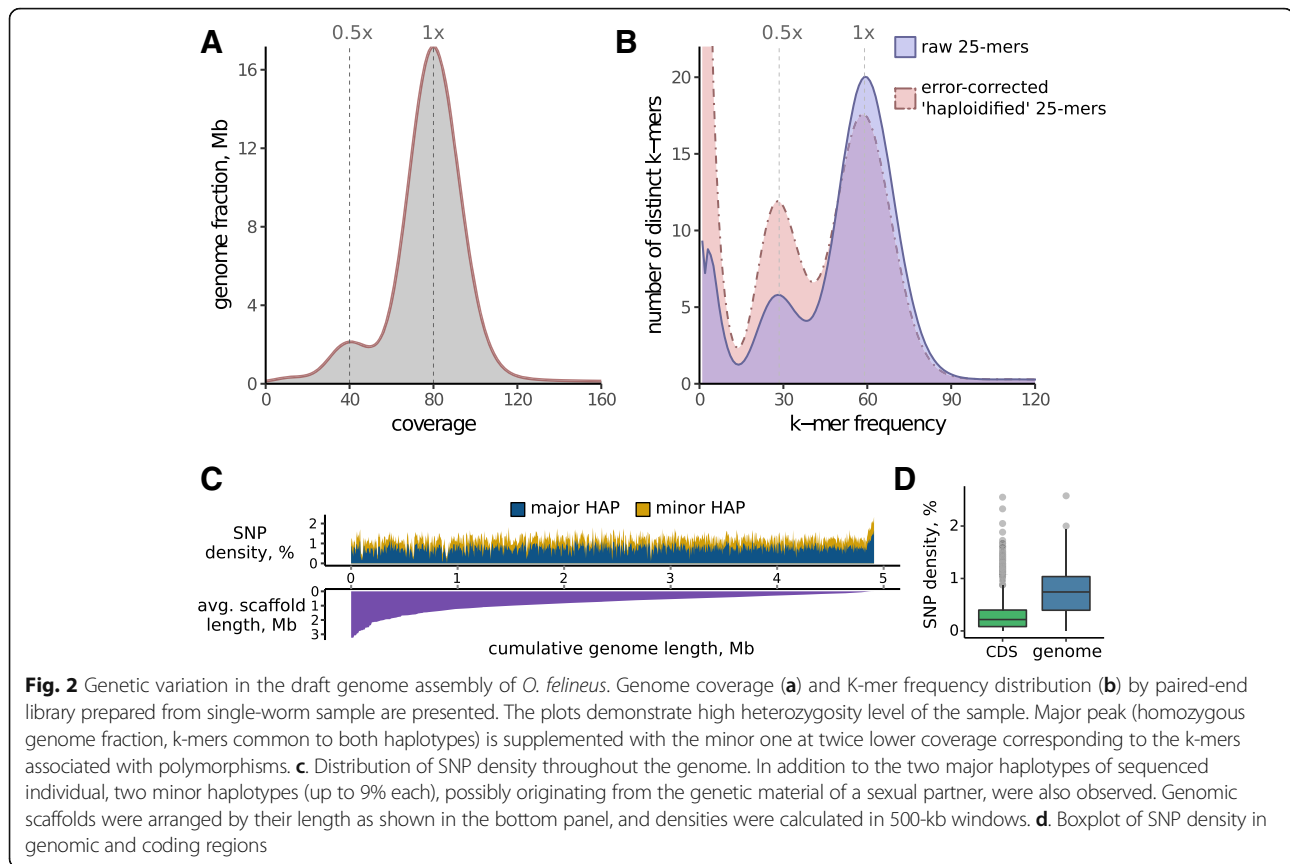 A
0.5x 1x
genome fraction, Mb
16
12
8
4
0
0 40 80 120 160
coverage
B
0.5x 1x
number of distinct k−mers
20
15
10
5
0
0 30 60 90 120
k−mer frequency
raw 25-mers
error-corrected
'haploidified' 25-mers
C
major HAP minor HAP
SNP
density, %
2
1
0
0 1 2 3 4 5
avg. scaffold
length, Mb
0
1
2
3
cumulative genome length, Mb
D
SNP density, %
2
1
0
CDS genome
Fig. 2 Genetic variation in the draft genome assembly of O. felineus. Genome coverage (a) and K-mer frequency distribution (b) by paired-end
library prepared from single-worm sample are presented. The plots demonstrate high heterozygosity level of the sample. Major peak (homozygous
genome fraction, k-mers common to both haplotypes) is supplemented with the minor one at twice lower coverage corresponding to the k-mers
associated with polymorphisms. c. Distribution of SNP density throughout the genome. In addition to the two major haplotypes of sequenced
individual, two minor haplotypes (up to 9% each), possibly originating from the genetic material of a sexual partner, were also observed. Genomic
scaffolds were arranged by their length as shown in the bottom panel, and densities were calculated in 500-kb windows. d. Boxplot of SNP density in
genomic and coding regions